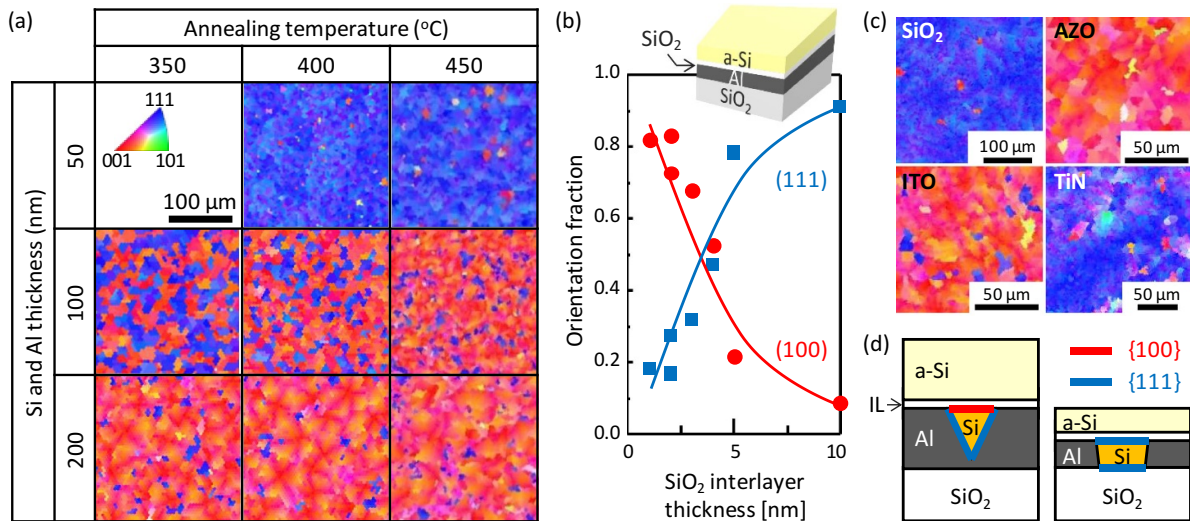 (a)
Annealing temperature (°C)
350
400
450
Si and Al thickness (nm)
50
100
200
111
001
101
100 μm
(b)
SiO₂
a-Si
Al
SiO₂
Orientation fraction
1.0
0.8
0.6
0.4
0.2
0.0
0
5
10
(111)
(100)
SiO₂ interlayer
thickness [nm]
(c)
SiO₂
100 μm
AZO
50 μm
ITO
50 μm
TiN
50 μm
(d)
{100}
{111}
a-Si
IL
Si
Al
SiO₂
a-Si
Al
Si
SiO₂